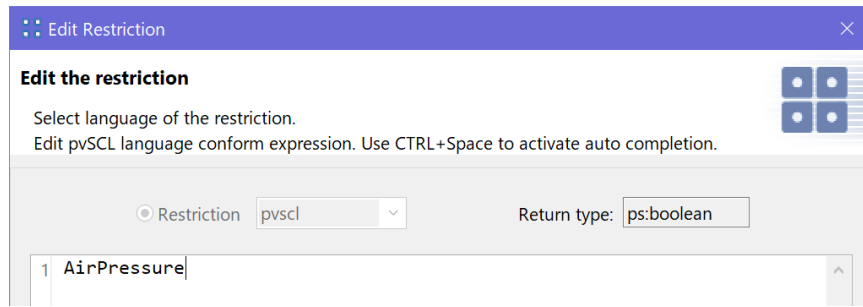 Edit Restriction
Edit the restriction
Select language of the restriction.
Edit pvSCL language conform expression. Use CTRL+Space to activate auto completion.
Restriction pvscl Return type: ps:boolean
1 AirPressure